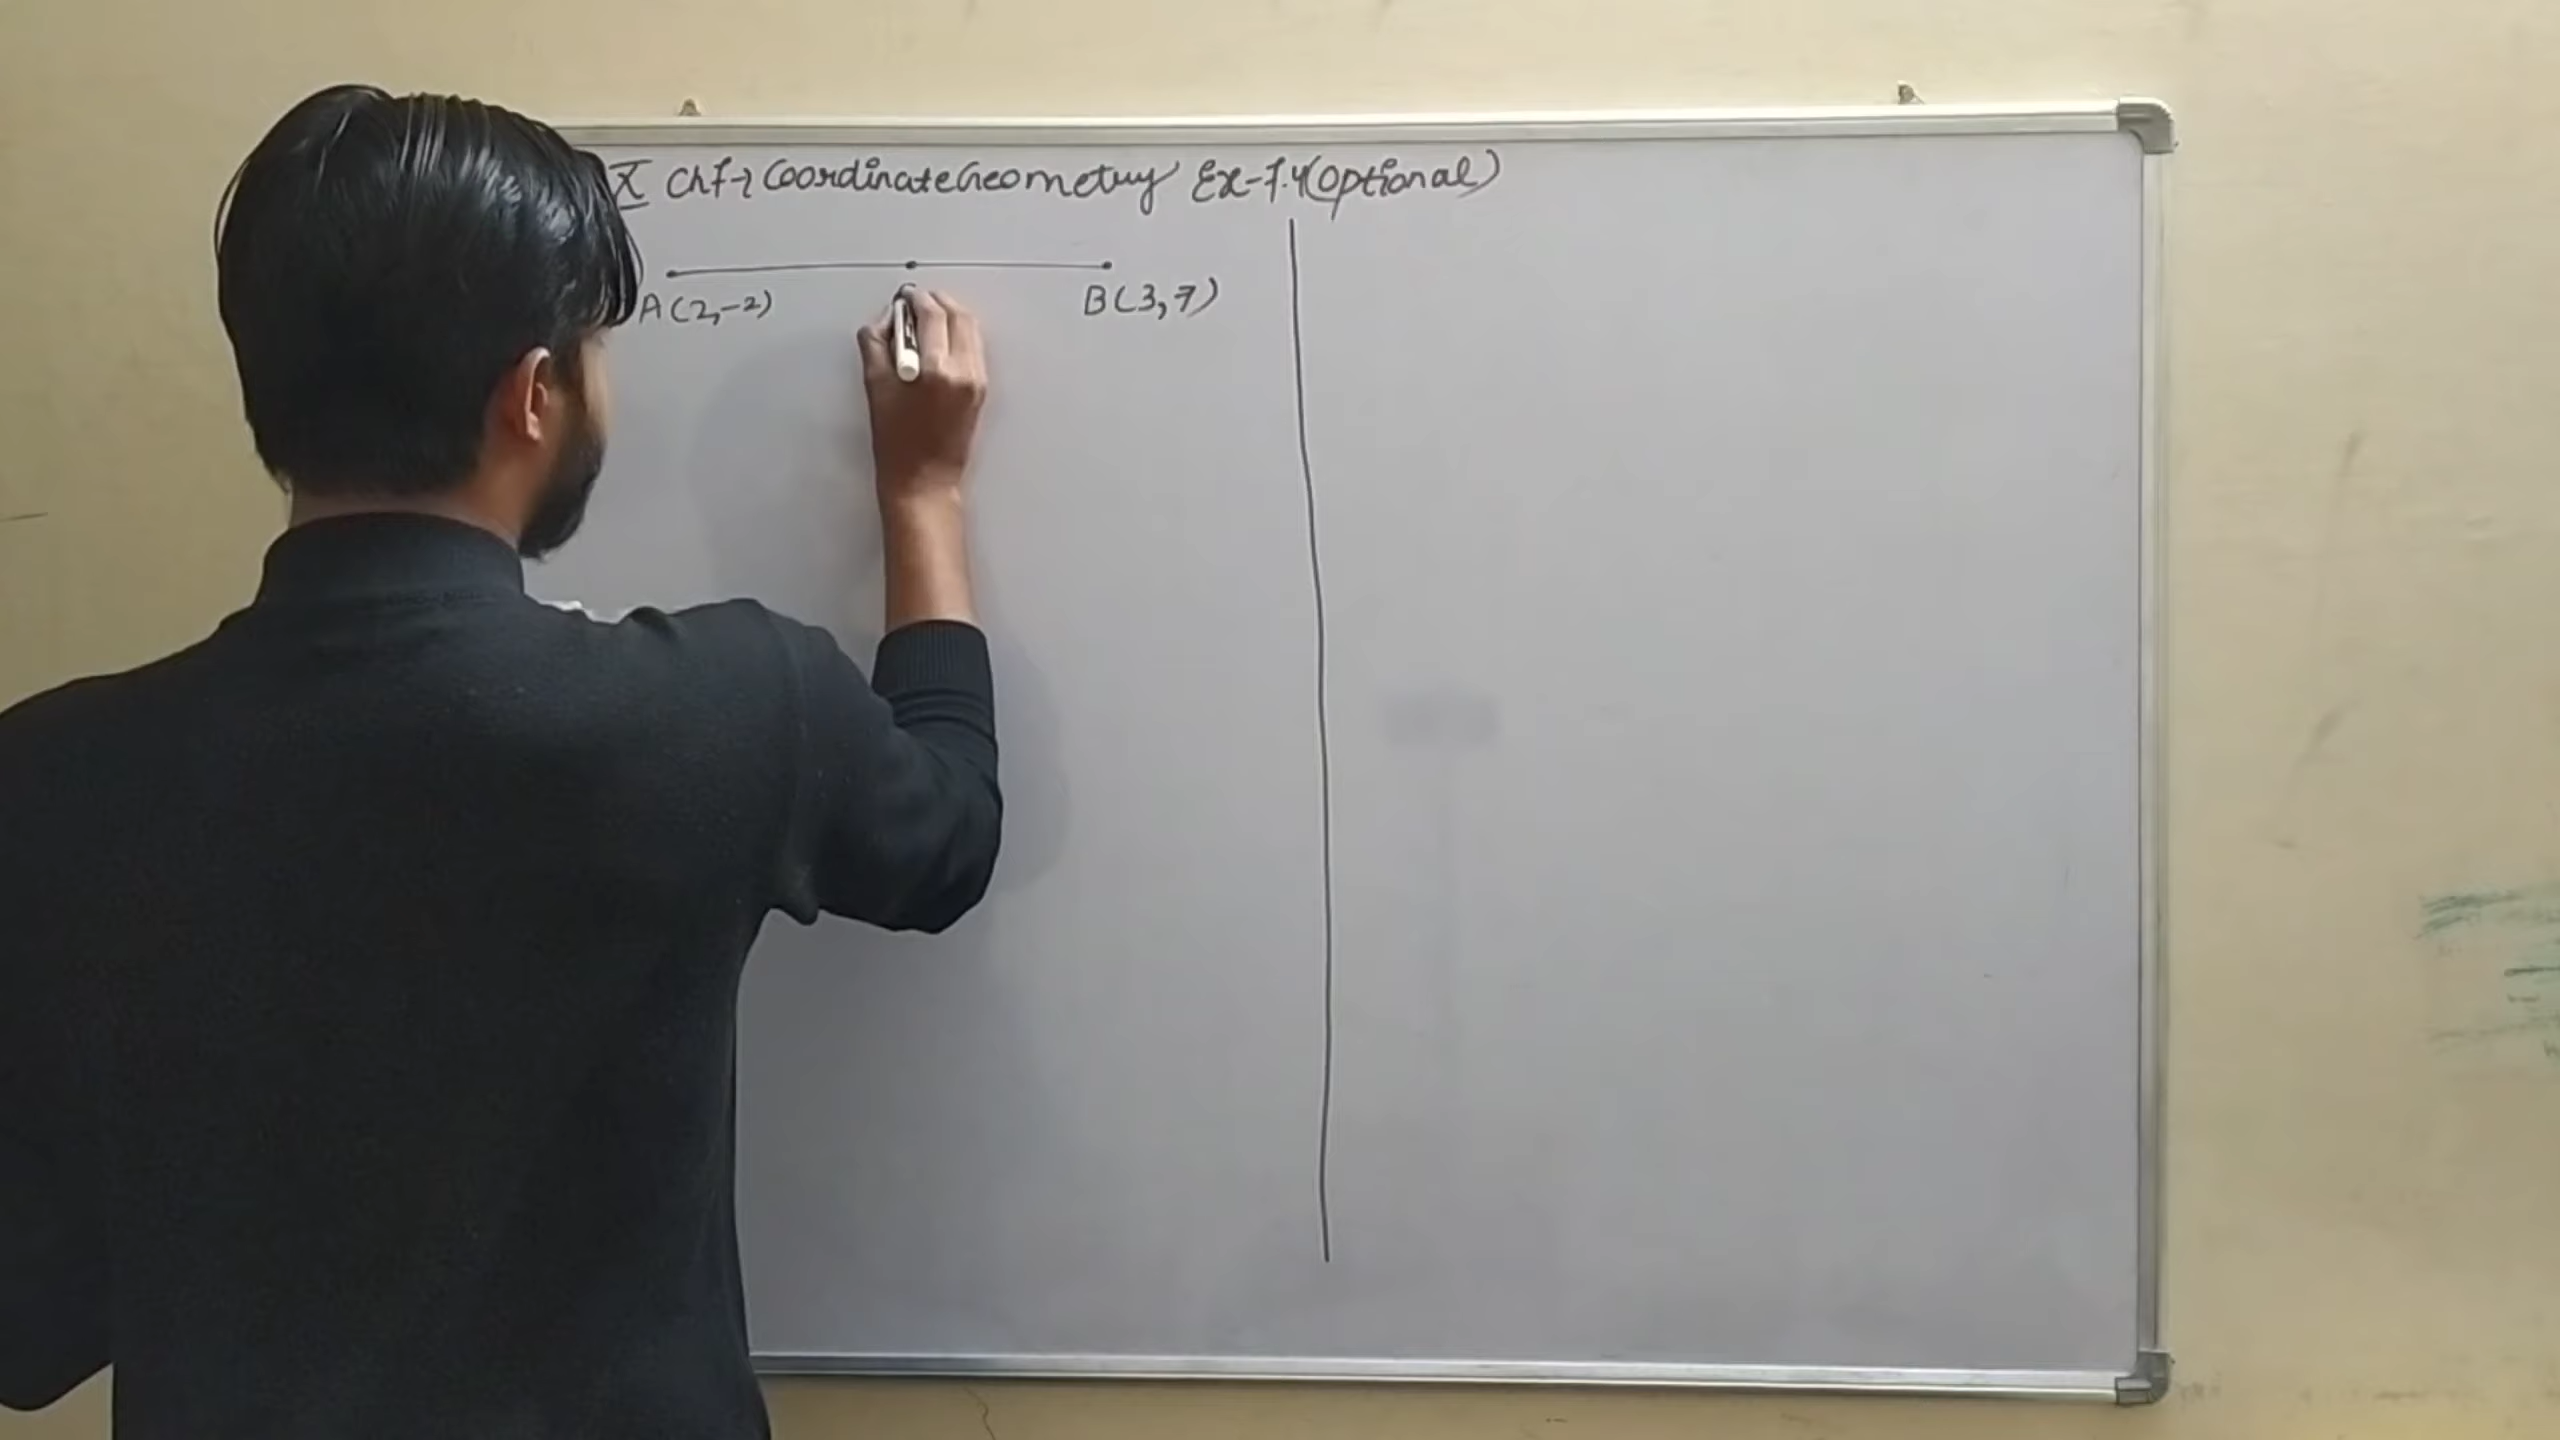 X Ch 7→ Coordinate Geometry Ex-7.4(Optional)
A(2,-2) B(3,7)